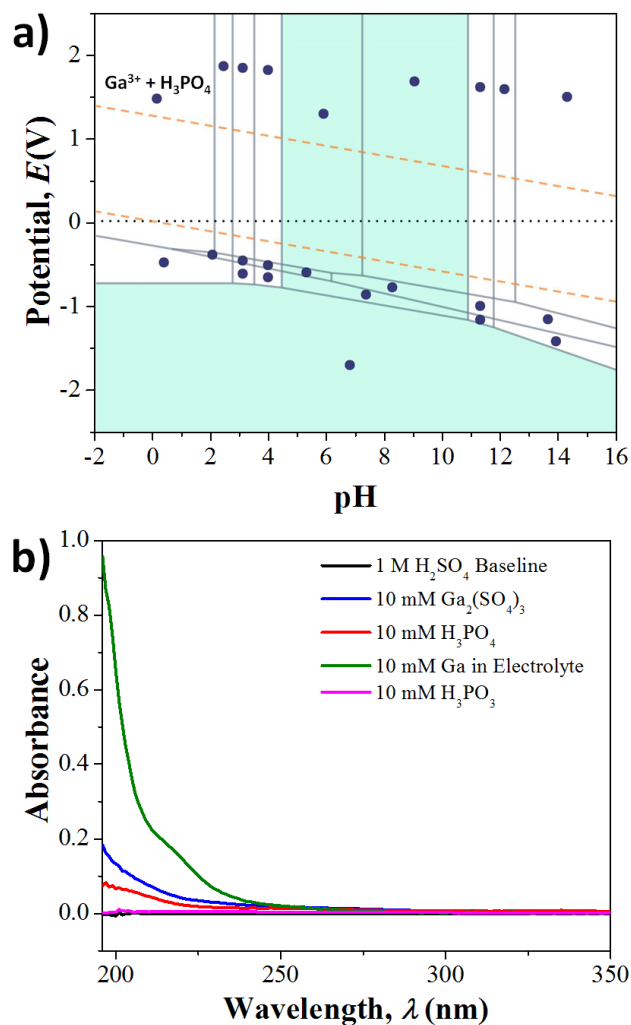 a)
Ga³⁺ + H₃PO₄
Potential, E(V)
2
1
0
-1
-2
-2 0 2 4 6 8 10 12 14 16
pH
b)
1 M H₂SO₄ Baseline
10 mM Ga₂(SO₄)₃
10 mM H₃PO₄
10 mM Ga in Electrolyte
10 mM H₃PO₃
Absorbance
1.0
0.8
0.6
0.4
0.2
0.0
200 250 300 350
Wavelength, λ (nm)